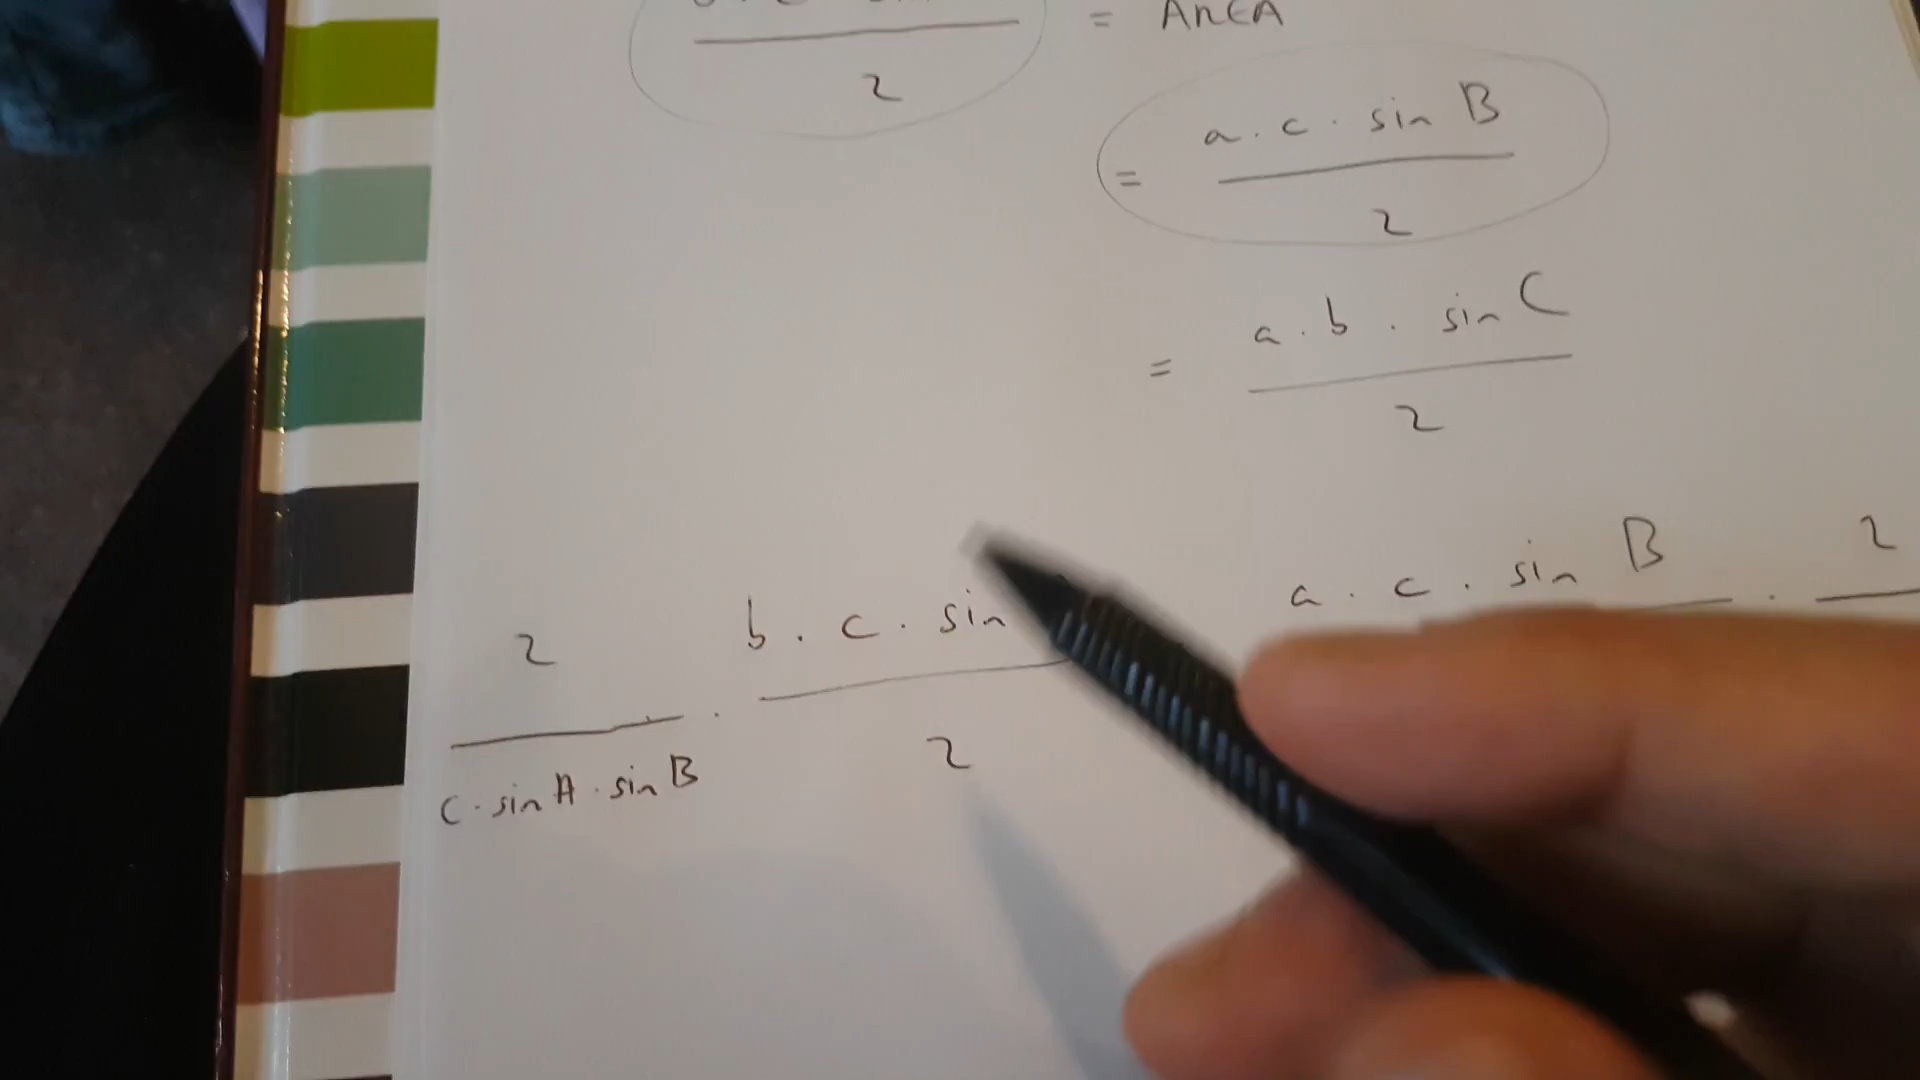 = AREA
2
a . c . sin B
=
2
a . b . sin C
=
2
2 . b . c . sin a . c . sin B . 2
c . sin A . sin B 2